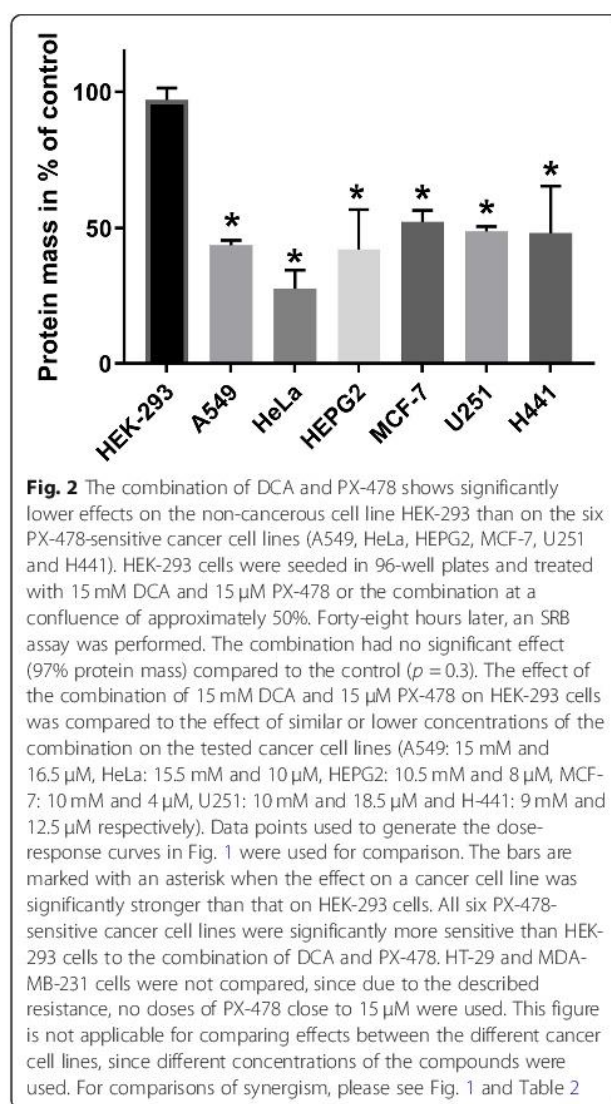 Protein mass in % of control
100
50
0
*
*
*
*
*
*
HEK-293
A549
HeLa
HEPG2
MCF-7
U251
H441
Fig. 2 The combination of DCA and PX-478 shows significantly
lower effects on the non-cancerous cell line HEK-293 than on the six
PX-478-sensitive cancer cell lines (A549, HeLa, HEPG2, MCF-7, U251
and H441). HEK-293 cells were seeded in 96-well plates and treated
with 15 mM DCA and 15 μM PX-478 or the combination at a
confluence of approximately 50%. Forty-eight hours later, an SRB
assay was performed. The combination had no significant effect
(97% protein mass) compared to the control (p = 0.3). The effect of
the combination of 15 mM DCA and 15 μM PX-478 on HEK-293 cells
was compared to the effect of similar or lower concentrations of the
combination on the tested cancer cell lines (A549: 15 mM and
16.5 μM, HeLa: 15.5 mM and 10 μM, HEPG2: 10.5 mM and 8 μM, MCF-
7: 10 mM and 4 μM, U251: 10 mM and 18.5 μM and H-441: 9 mM and
12.5 μM respectively). Data points used to generate the dose-
response curves in Fig. 1 were used for comparison. The bars are
marked with an asterisk when the effect on a cancer cell line was
significantly stronger than that on HEK-293 cells. All six PX-478-
sensitive cancer cell lines were significantly more sensitive than HEK-
293 cells to the combination of DCA and PX-478. HT-29 and MDA-
MB-231 cells were not compared, since due to the described
resistance, no doses of PX-478 close to 15 μM were used. This figure
is not applicable for comparing effects between the different cancer
cell lines, since different concentrations of the compounds were
used. For comparisons of synergism, please see Fig. 1 and Table 2